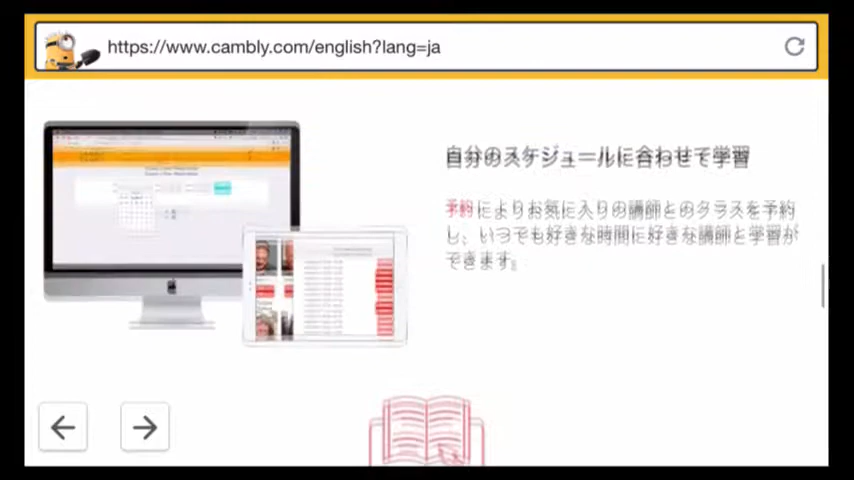 https://www.cambly.com/english?lang=ja
自分のスケジュールに合わせて学習
予約によりお気に入りの講師とのクラスを予約
し、いつでも好きな時間に好きな講師と学習が
できます。